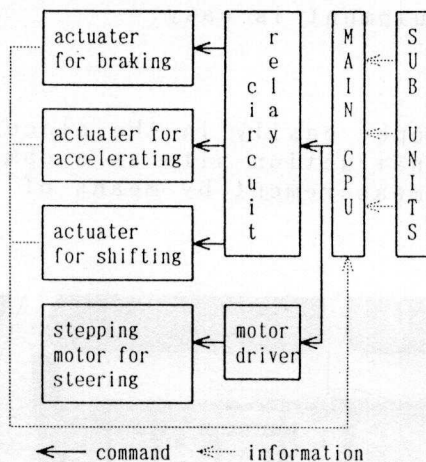 actuater
for braking
actuater for
accelerating
actuater
for shifting
stepping
motor for
steering
relay
circuit
motor
driver
MAIN CPU
SUB UNITS
command
information